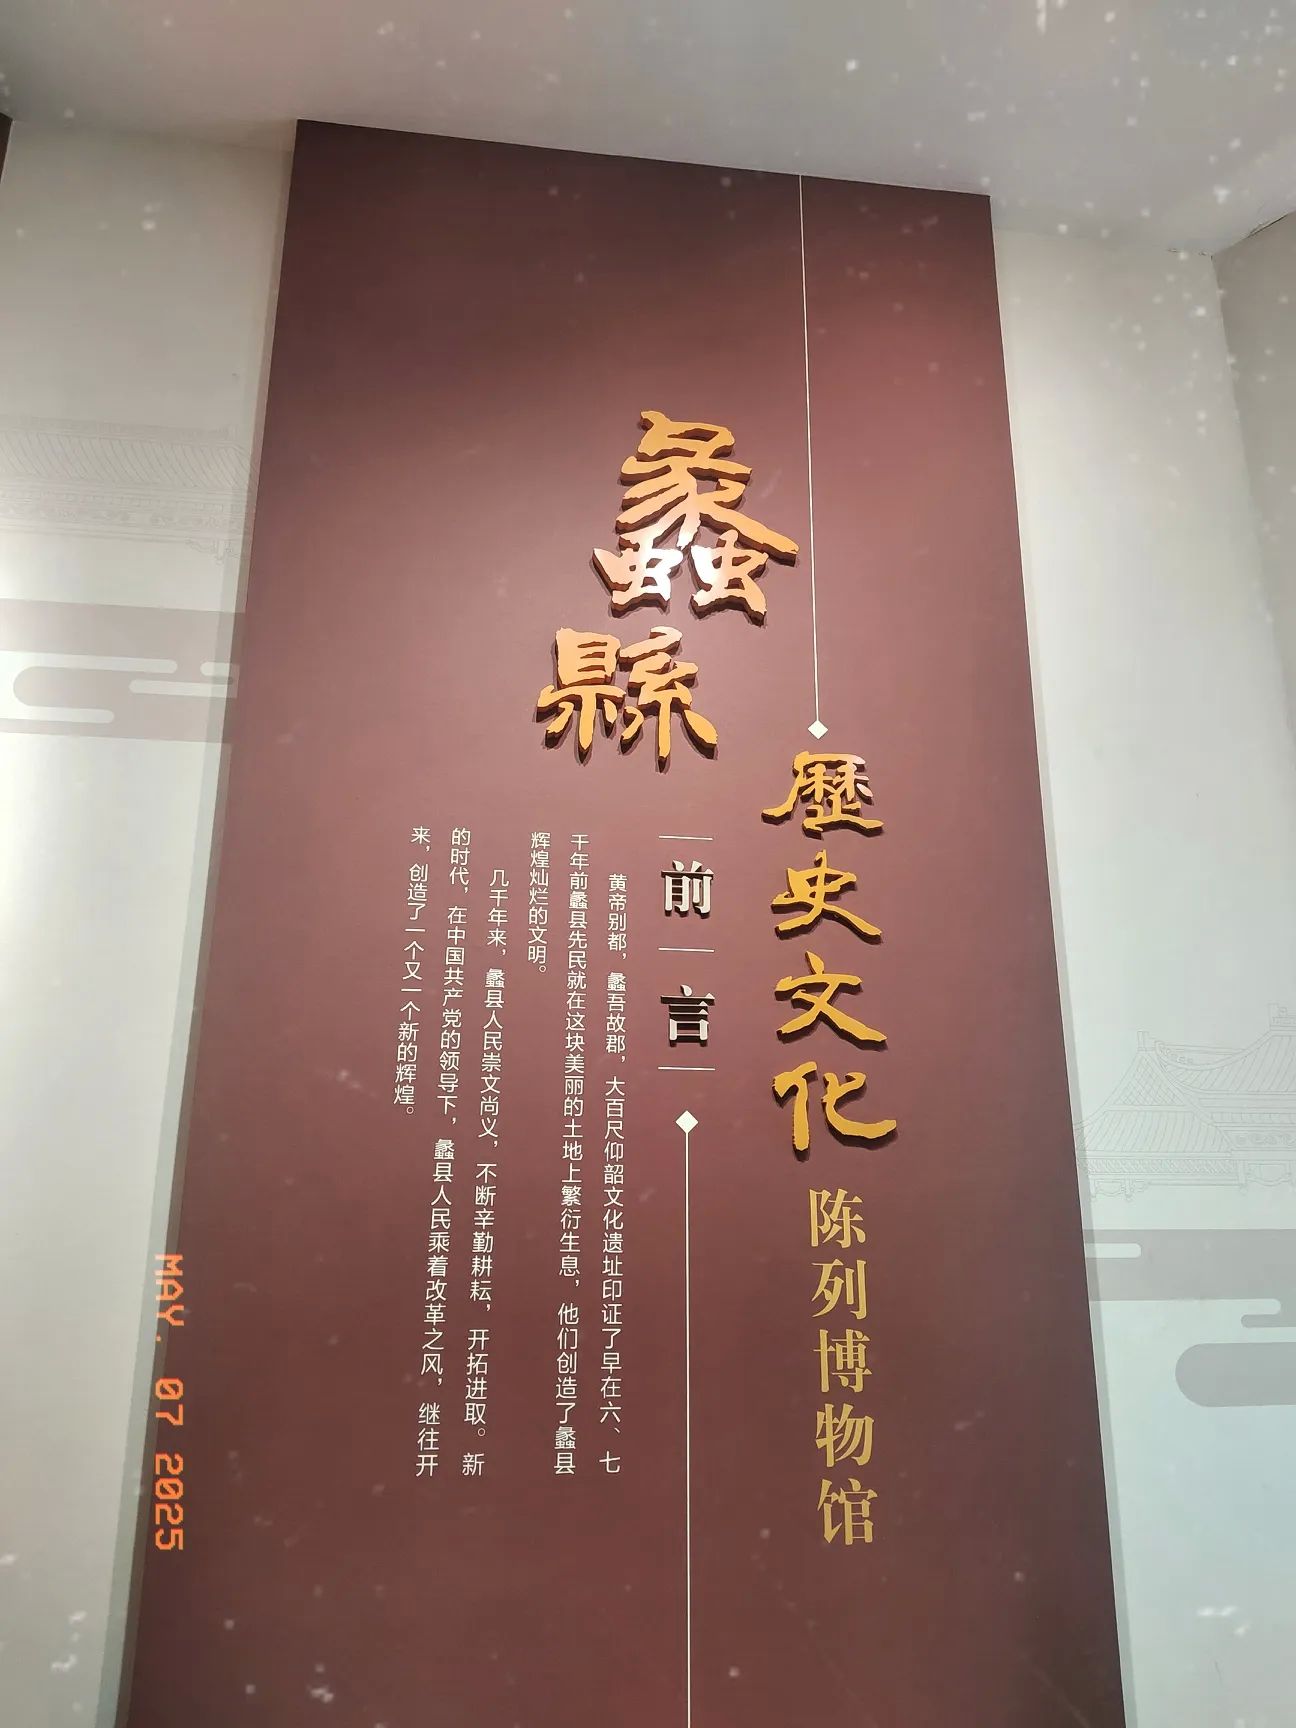 蠡縣
歷史文化
陈列博物馆
前言
黄帝别都，蠡吾故郡，大百尺仰韶文化遗址印证了早在六、七
千年前蠡县先民就在这块美丽的土地上繁衍生息，他们创造了蠡县
辉煌灿烂的文明。
几千年来，蠡县人民崇文尚义，不断辛勤耕耘，开拓进取。新
的时代，在中国共产党的领导下，蠡县人民乘着改革之风，继往开
来，创造了一个又一个新的辉煌。
MAY. 07 2025